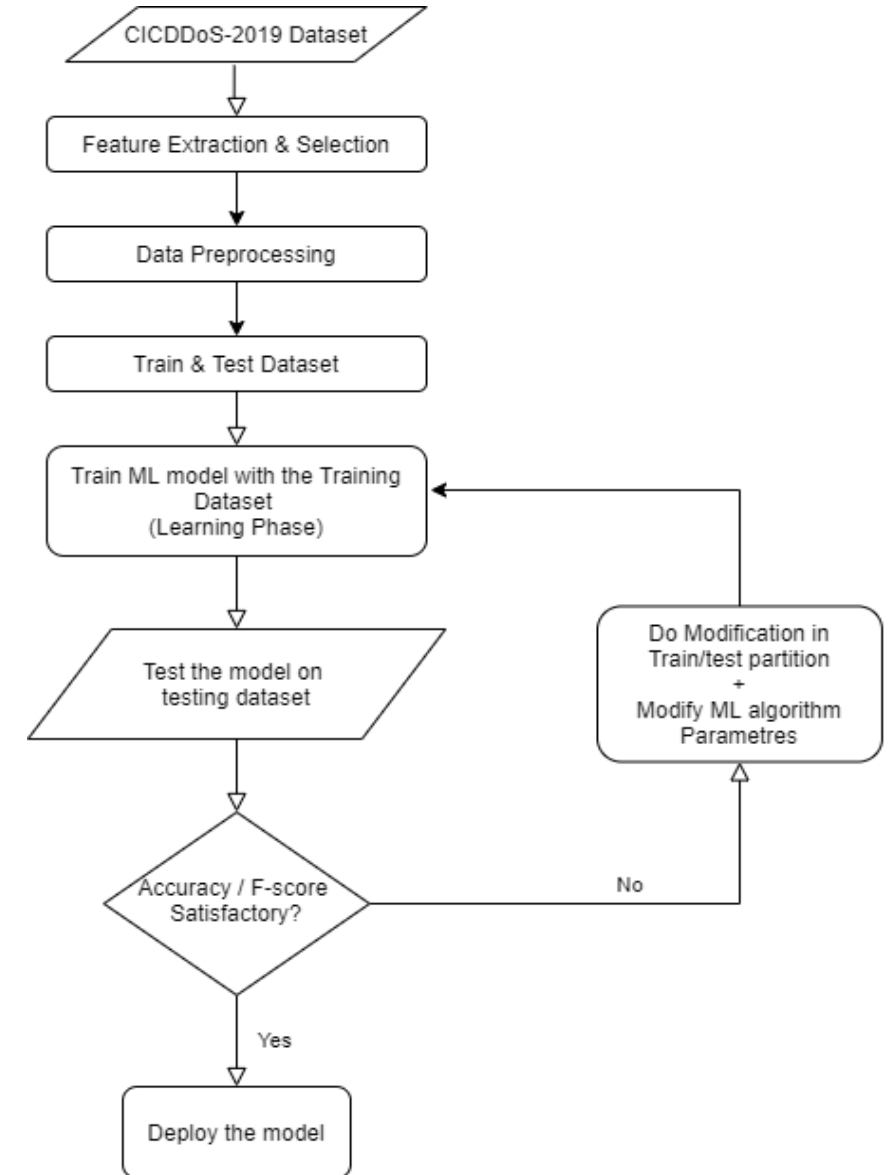 CICDDoS-2019 Dataset
Feature Extraction & Selection
Data Preprocessing
Train & Test Dataset
Train ML model with the Training
Dataset
(Learning Phase)
Test the model on
testing dataset
Accuracy / F-score
Satisfactory?
No
Do Modification in
Train/test partition
+
Modify ML algorithm
Parametres
Yes
Deploy the model